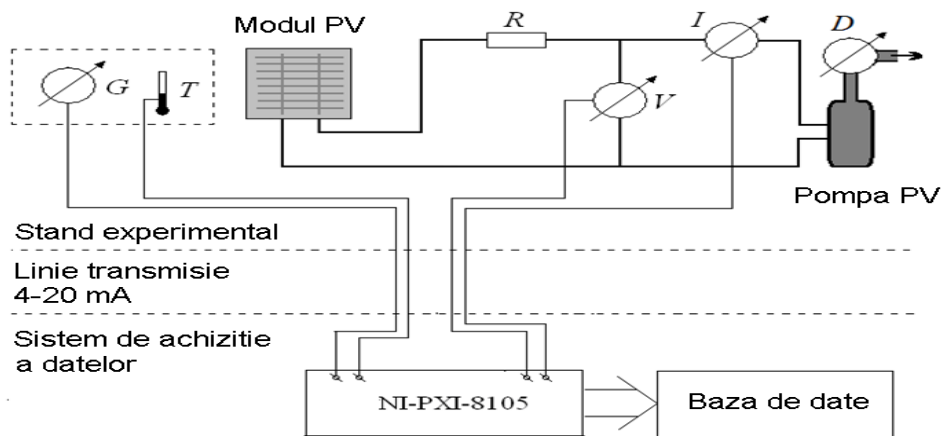 Modul PV
R
I
D
G
T
V
Pompa PV
Stand experimental
Linie transmisie
4-20 mA
Sistem de achizitie
a datelor
NI-PXI-8105
Baza de date